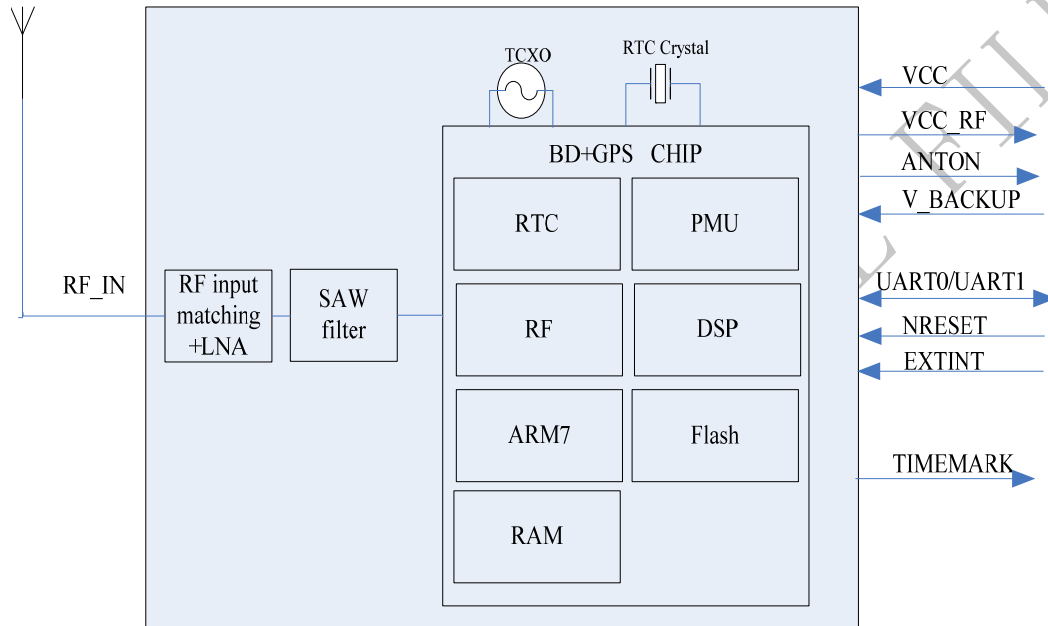 TCXO
RTC Crystal
BD+GPS CHIP
RTC
PMU
RF
DSP
ARM7
Flash
RAM
RF_IN
RF input
matching
+LNA
SAW
filter
VCC
VCC_RF
ANTON
V_BACKUP
UART0/UART1
NRESET
EXTINT
TIMEMARK